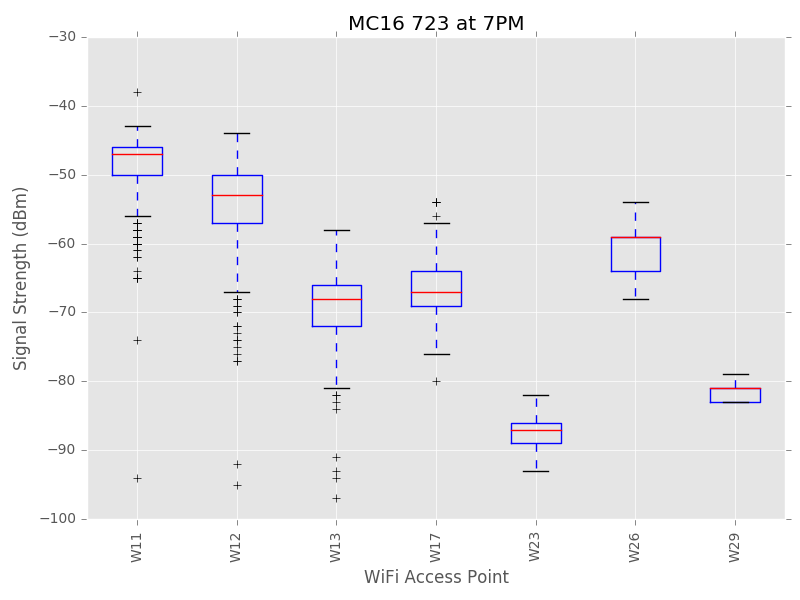 MC16 723 at 7PM
−30
−40
−50
−60
−70
−80
−90
−100
Signal Strength (dBm)
W11
W12
W13
W17
W23
W26
W29
WiFi Access Point